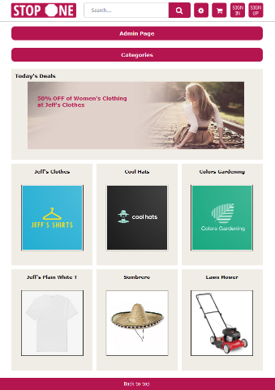 STOP ONE
Search...
SIGN IN
SIGN UP
Admin Page
Categories
Today's Deals
50% OFF of Women's Clothing
at Jeff's Clothes
Jeff's Clothes
Cool Hats
Colors Gardening
JEFF'S SHIRTS
cool hats
Colors Gardening
Jeff's Plain White T
Sombrero
Lawn Mower
Back to top